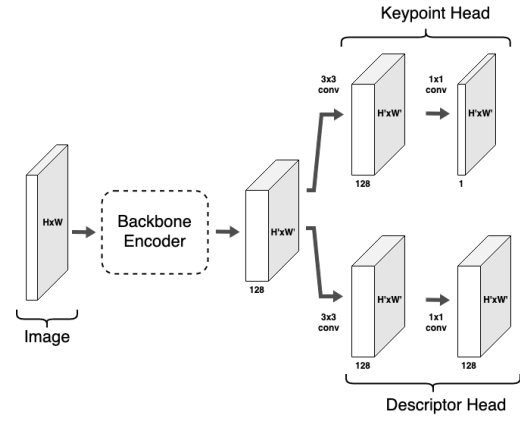 Keypoint Head
3x3
conv
H'xW'
128
1x1
conv
H'xW'
1
HxW
Image
Backbone
Encoder
H'xW'
128
3x3
conv
H'xW'
128
1x1
conv
H'xW'
128
Descriptor Head